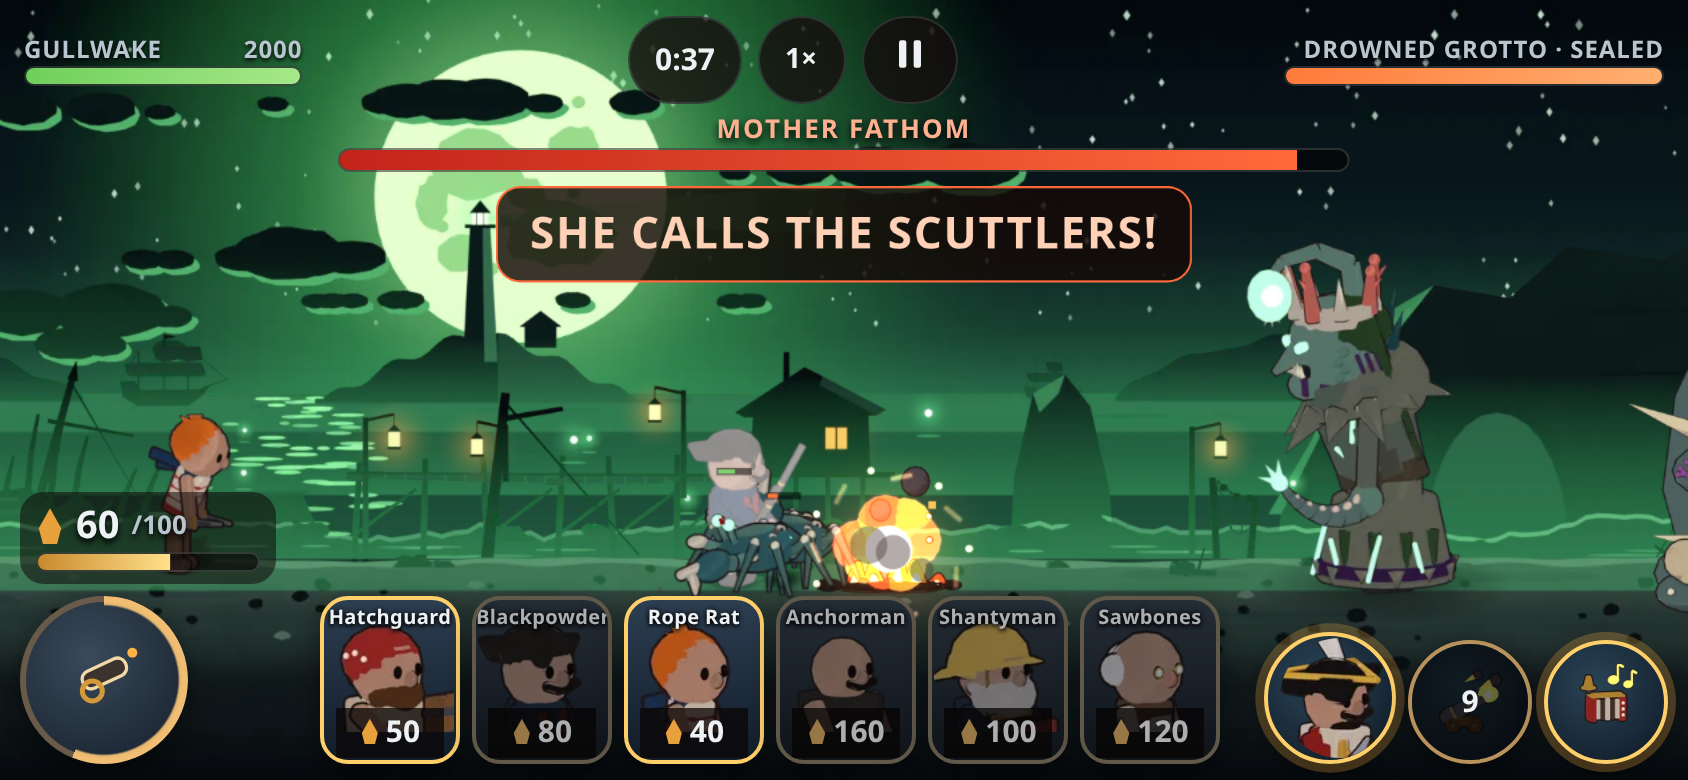 GULLWAKE 2000
0:37 1×
DROWNED GROTTO · SEALED
MOTHER FATHOM
SHE CALLS THE SCUTTLERS!
60 /100
Hatchguard Blackpowder Rope Rat Anchorman Shantyman Sawbones
50 80 40 160 100 120
9